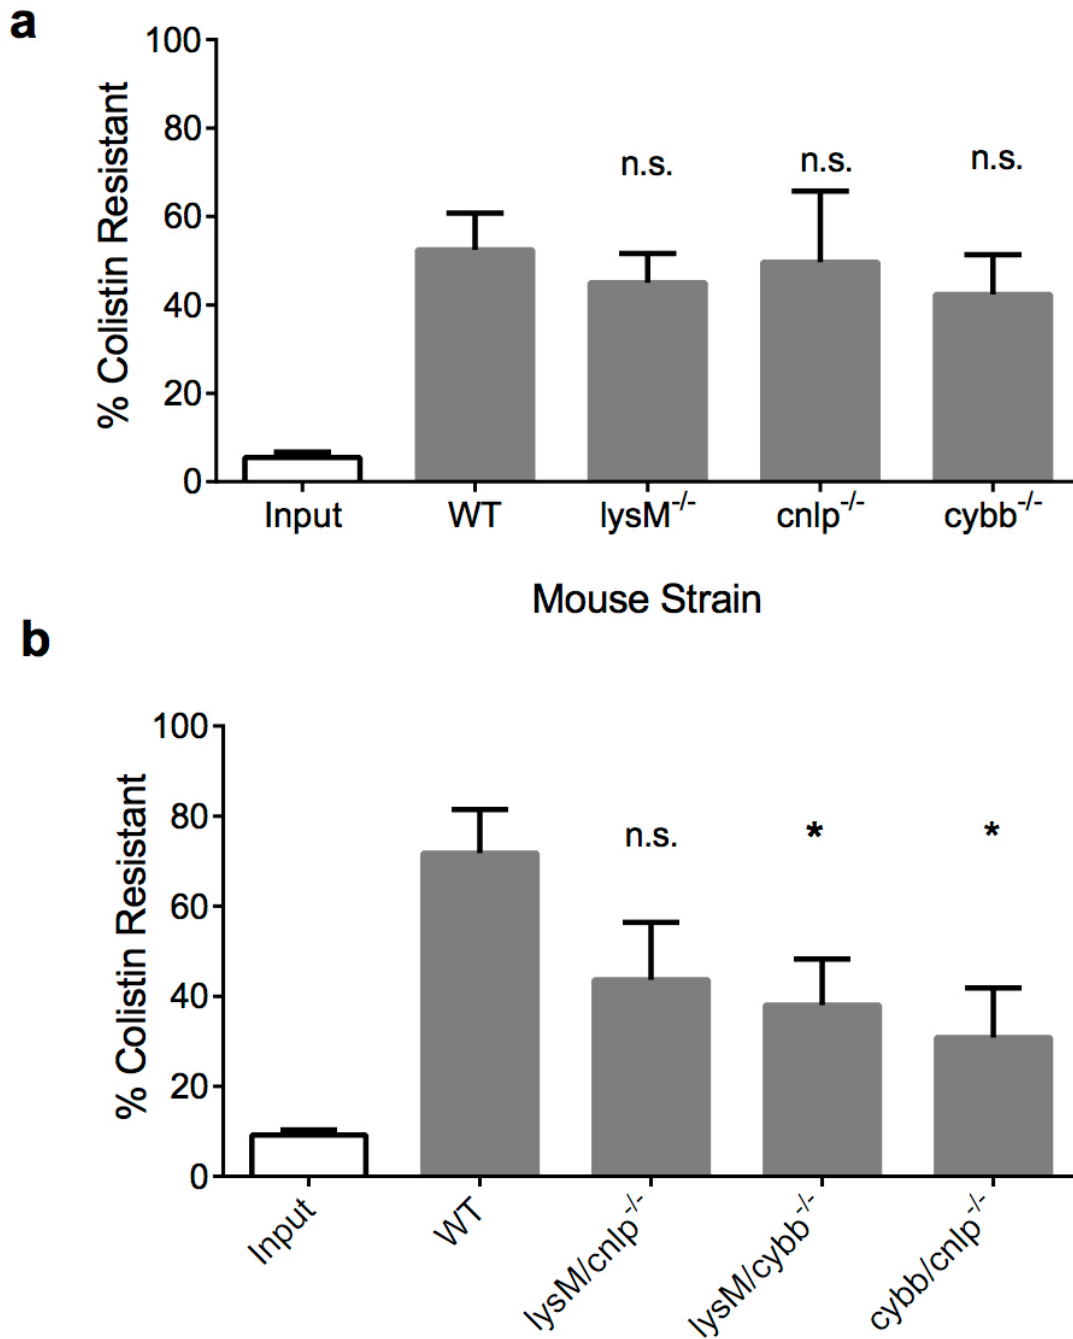 a
% Colistin Resistant
100
80
60
40
20
0
n.s.
n.s.
n.s.
Input
WT
lysM-/-
cnlp-/-
cybb-/-
Mouse Strain
b
% Colistin Resistant
100
80
60
40
20
0
n.s.
*
*
Input
WT
lysM/cnlp-/-
lysM/cybb-/-
cybb/cnlp-/-